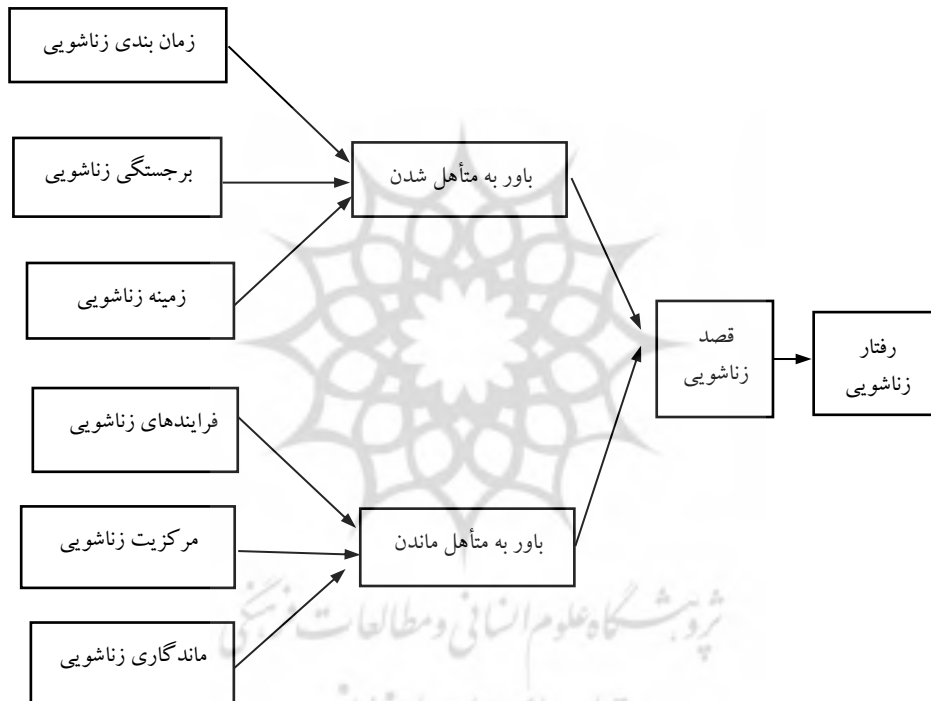 زمان بندی زناشویی
برجستگی زناشویی
زمینه زناشویی
باور به متأهل شدن
فرایندهای زناشویی
مرکزیت زناشویی
ماندگاری زناشویی
باور به متأهل ماندن
قصد
زناشویی
رفتار
زناشویی
پژوهشگاه علوم انسانی و مطالعات فرهنگی